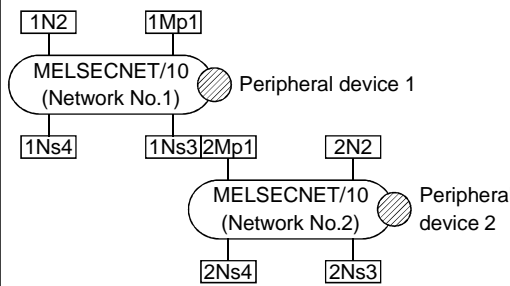 1N2 1Mp1
MELSECNET/10
(Network No.1)
Peripheral device 1
1Ns4 1Ns3 2Mp1 2N2
MELSECNET/10
(Network No.2)
Periphera
device 2
2Ns4 2Ns3